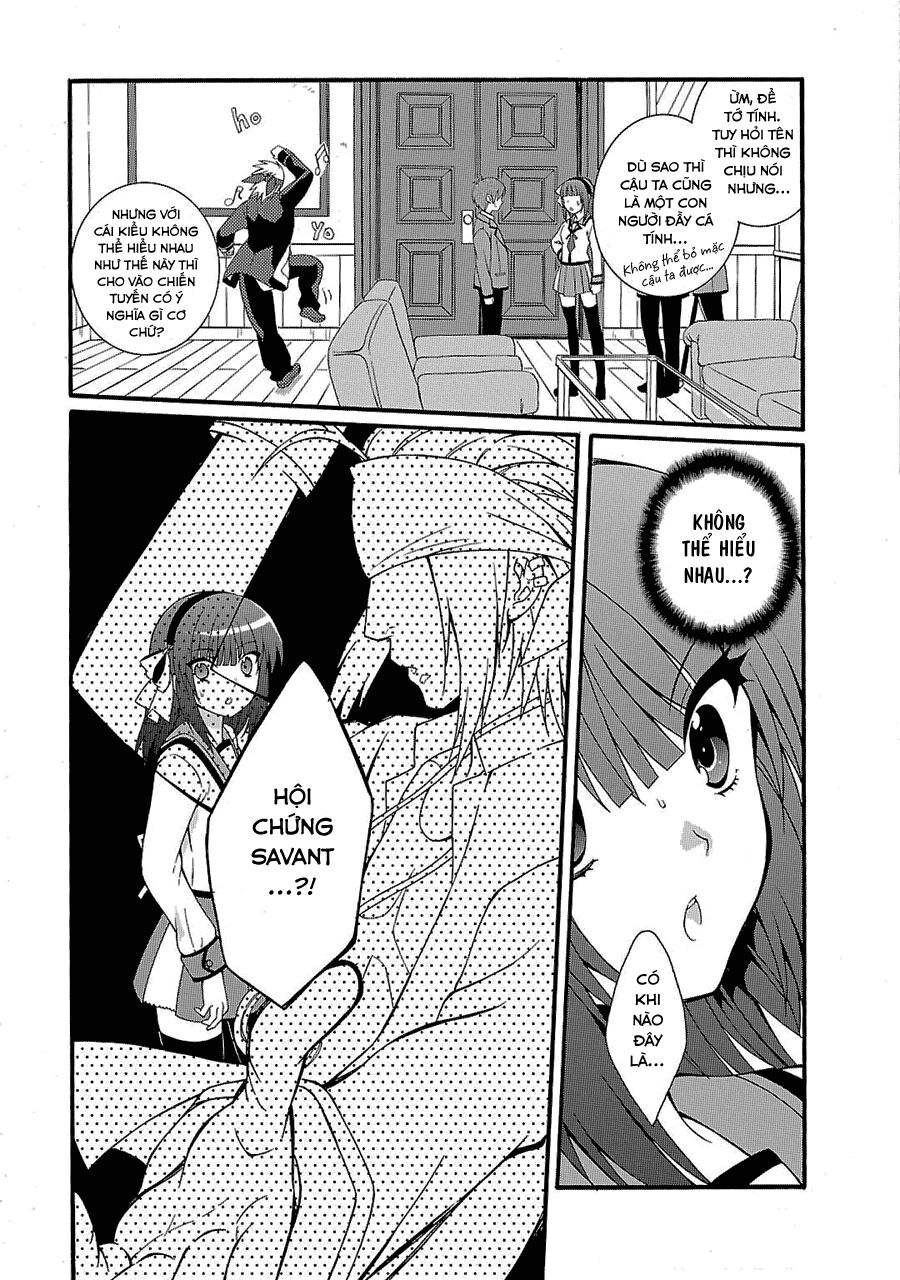 ỪM, ĐỂ
TỚ TÍNH.
TUY HỎI TÊN
THÌ KHÔNG
CHỊU NÓI
NHƯNG...
DÙ SAO THÌ
CẬU TA CŨNG
LÀ MỘT CON
NGƯỜI ĐẦY CÁ
TÍNH...
Không thể bỏ mặc
cậu ta được...
ho
Yo
NHƯNG VỚI
CÁI KIỂU KHÔNG
THỂ HIỂU NHAU
NHƯ THẾ NÀY THÌ
CHO VÀO CHIẾN
TUYẾN CÓ Ý
NGHĨA GÌ CƠ
CHỨ?
KHÔNG
THỂ HIỂU
NHAU...?
CÓ
KHI
NÀO
ĐÂY
LÀ...
HỘI
CHỨNG
SAVANT
...?!